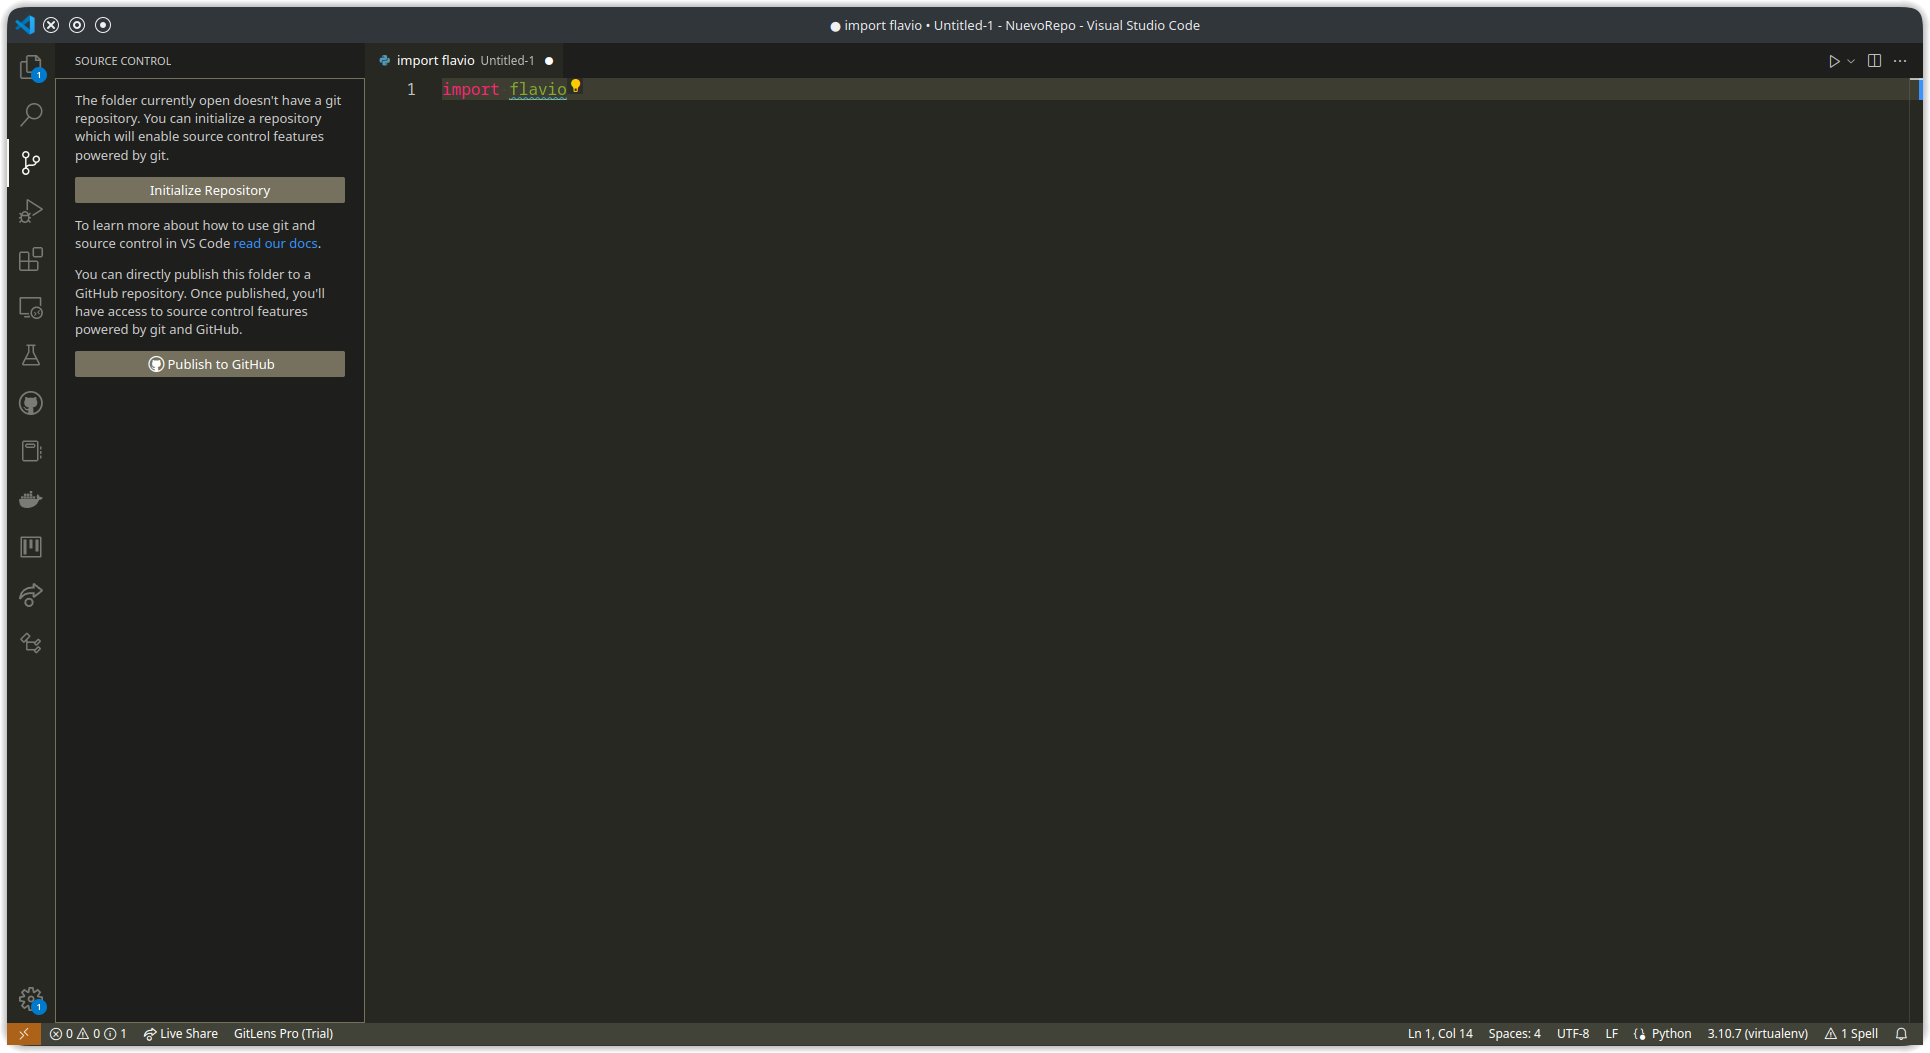 ● import flavio • Untitled-1 - NuevoRepo - Visual Studio Code
1
SOURCE CONTROL
import flavio Untitled-1 ●
The folder currently open doesn't have a git
repository. You can initialize a repository
which will enable source control features
powered by git.
Initialize Repository
To learn more about how to use git and
source control in VS Code read our docs.
You can directly publish this folder to a
GitHub repository. Once published, you'll
have access to source control features
powered by git and GitHub.
Publish to GitHub
1 import flavio
1
0 0 1 Live Share GitLens Pro (Trial)
Ln 1, Col 14 Spaces: 4 UTF-8 LF Python 3.10.7 (virtualenv) 1 Spell